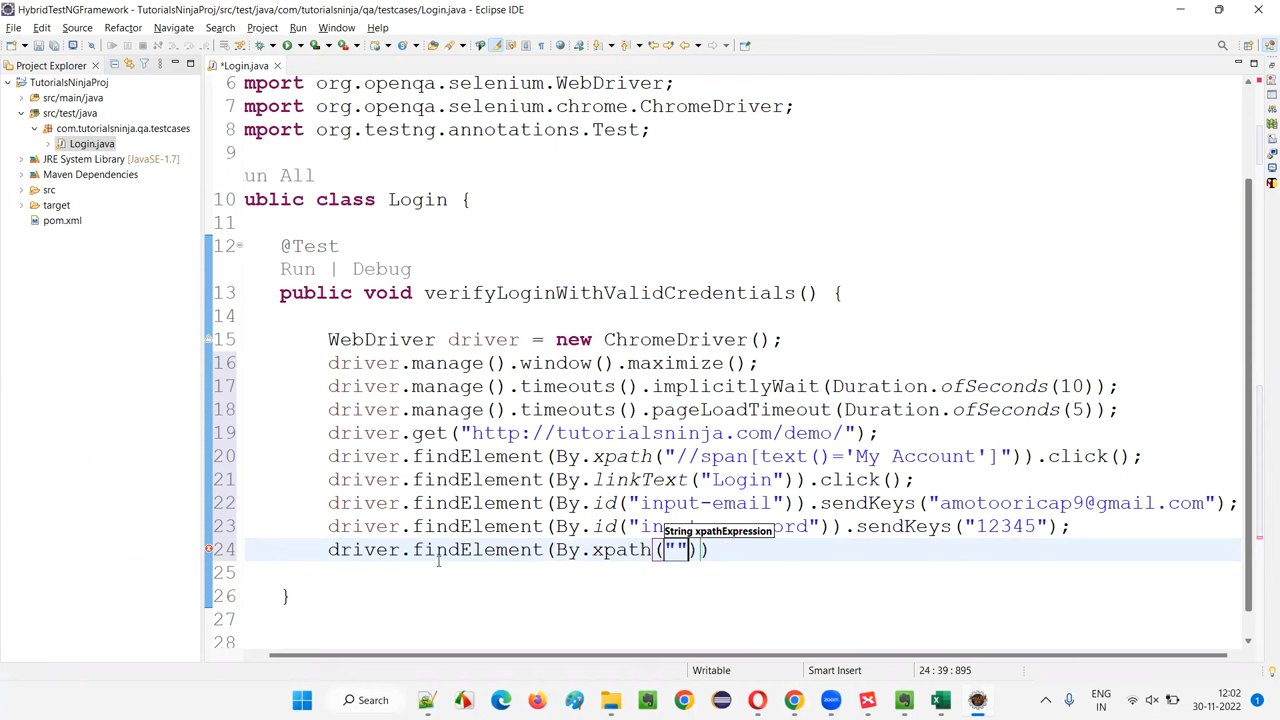 HybridTestNGFramework - TutorialsNinjaProj/src/test/java/com/tutorialsninja/qa/testcases/Login.java - Eclipse IDE
File Edit Source Refactor Navigate Search Project Run Window Help
Project Explorer
*Login.java
TutorialsNinjaProj
src/main/java
src/test/java
com.tutorialsninja.qa.testcases
Login.java
JRE System Library [JavaSE-1.7]
Maven Dependencies
src
target
pom.xml
6 mport org.openqa.selenium.WebDriver;
7 mport org.openqa.selenium.chrome.ChromeDriver;
8 mport org.testng.annotations.Test;
9
un All
10 ublic class Login {
11
12 @Test
Run | Debug
13 public void verifyLoginWithValidCredentials() {
14
15 WebDriver driver = new ChromeDriver();
16 driver.manage().window().maximize();
17 driver.manage().timeouts().implicitlyWait(Duration.ofSeconds(10));
18 driver.manage().timeouts().pageLoadTimeout(Duration.ofSeconds(5));
19 driver.get("http://tutorialsninja.com/demo/");
20 driver.findElement(By.xpath("//span[text()='My Account']")).click();
21 driver.findElement(By.linkText("Login")).click();
22 driver.findElement(By.id("input-email")).sendKeys("amotooricap9@gmail.com");
23 driver.findElement(By.id("in rd")).sendKeys("12345");
String xpathExpression
24 driver.findElement(By.xpath(""))
25
26 }
27
28
Writable Smart Insert 24 : 39 : 895
Search
ENG
IN
12:02
30-11-2022
1